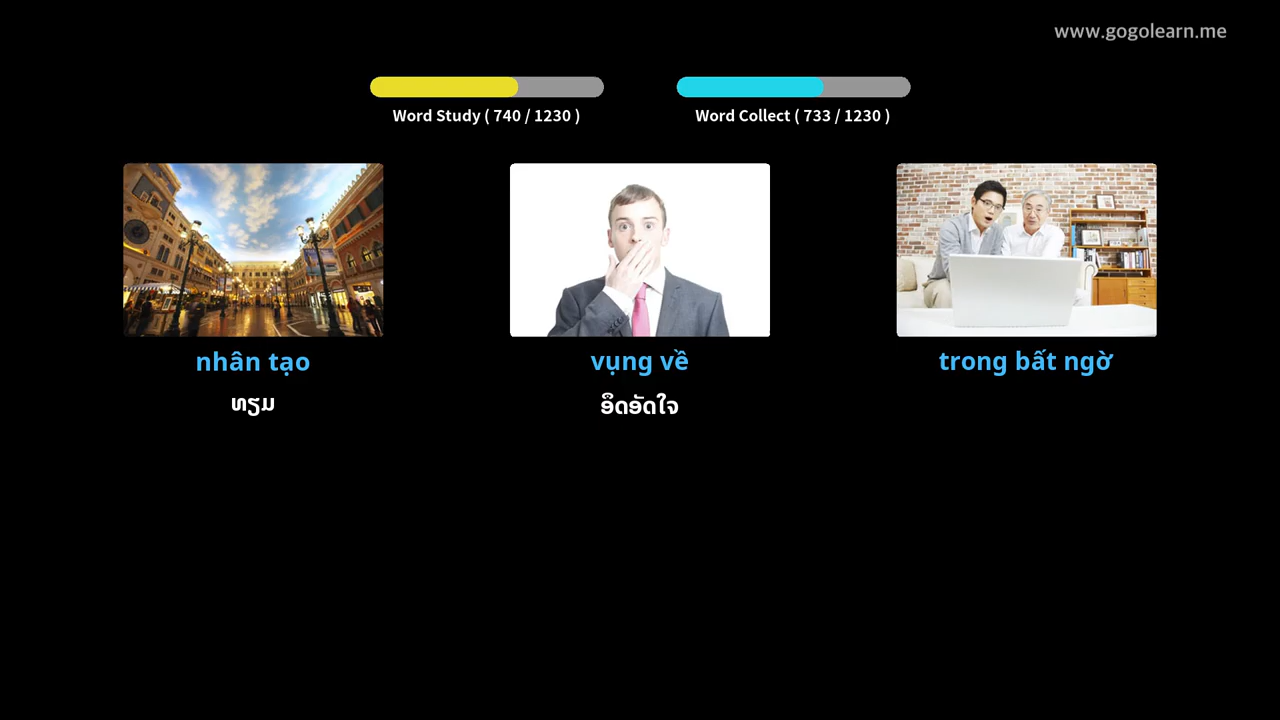 www.gogolearn.me
Word Study ( 740 / 1230 )
Word Collect ( 733 / 1230 )
nhân tạo
vụng về
trong bất ngờ
ທຽມ
ອຶດອັດໃຈ